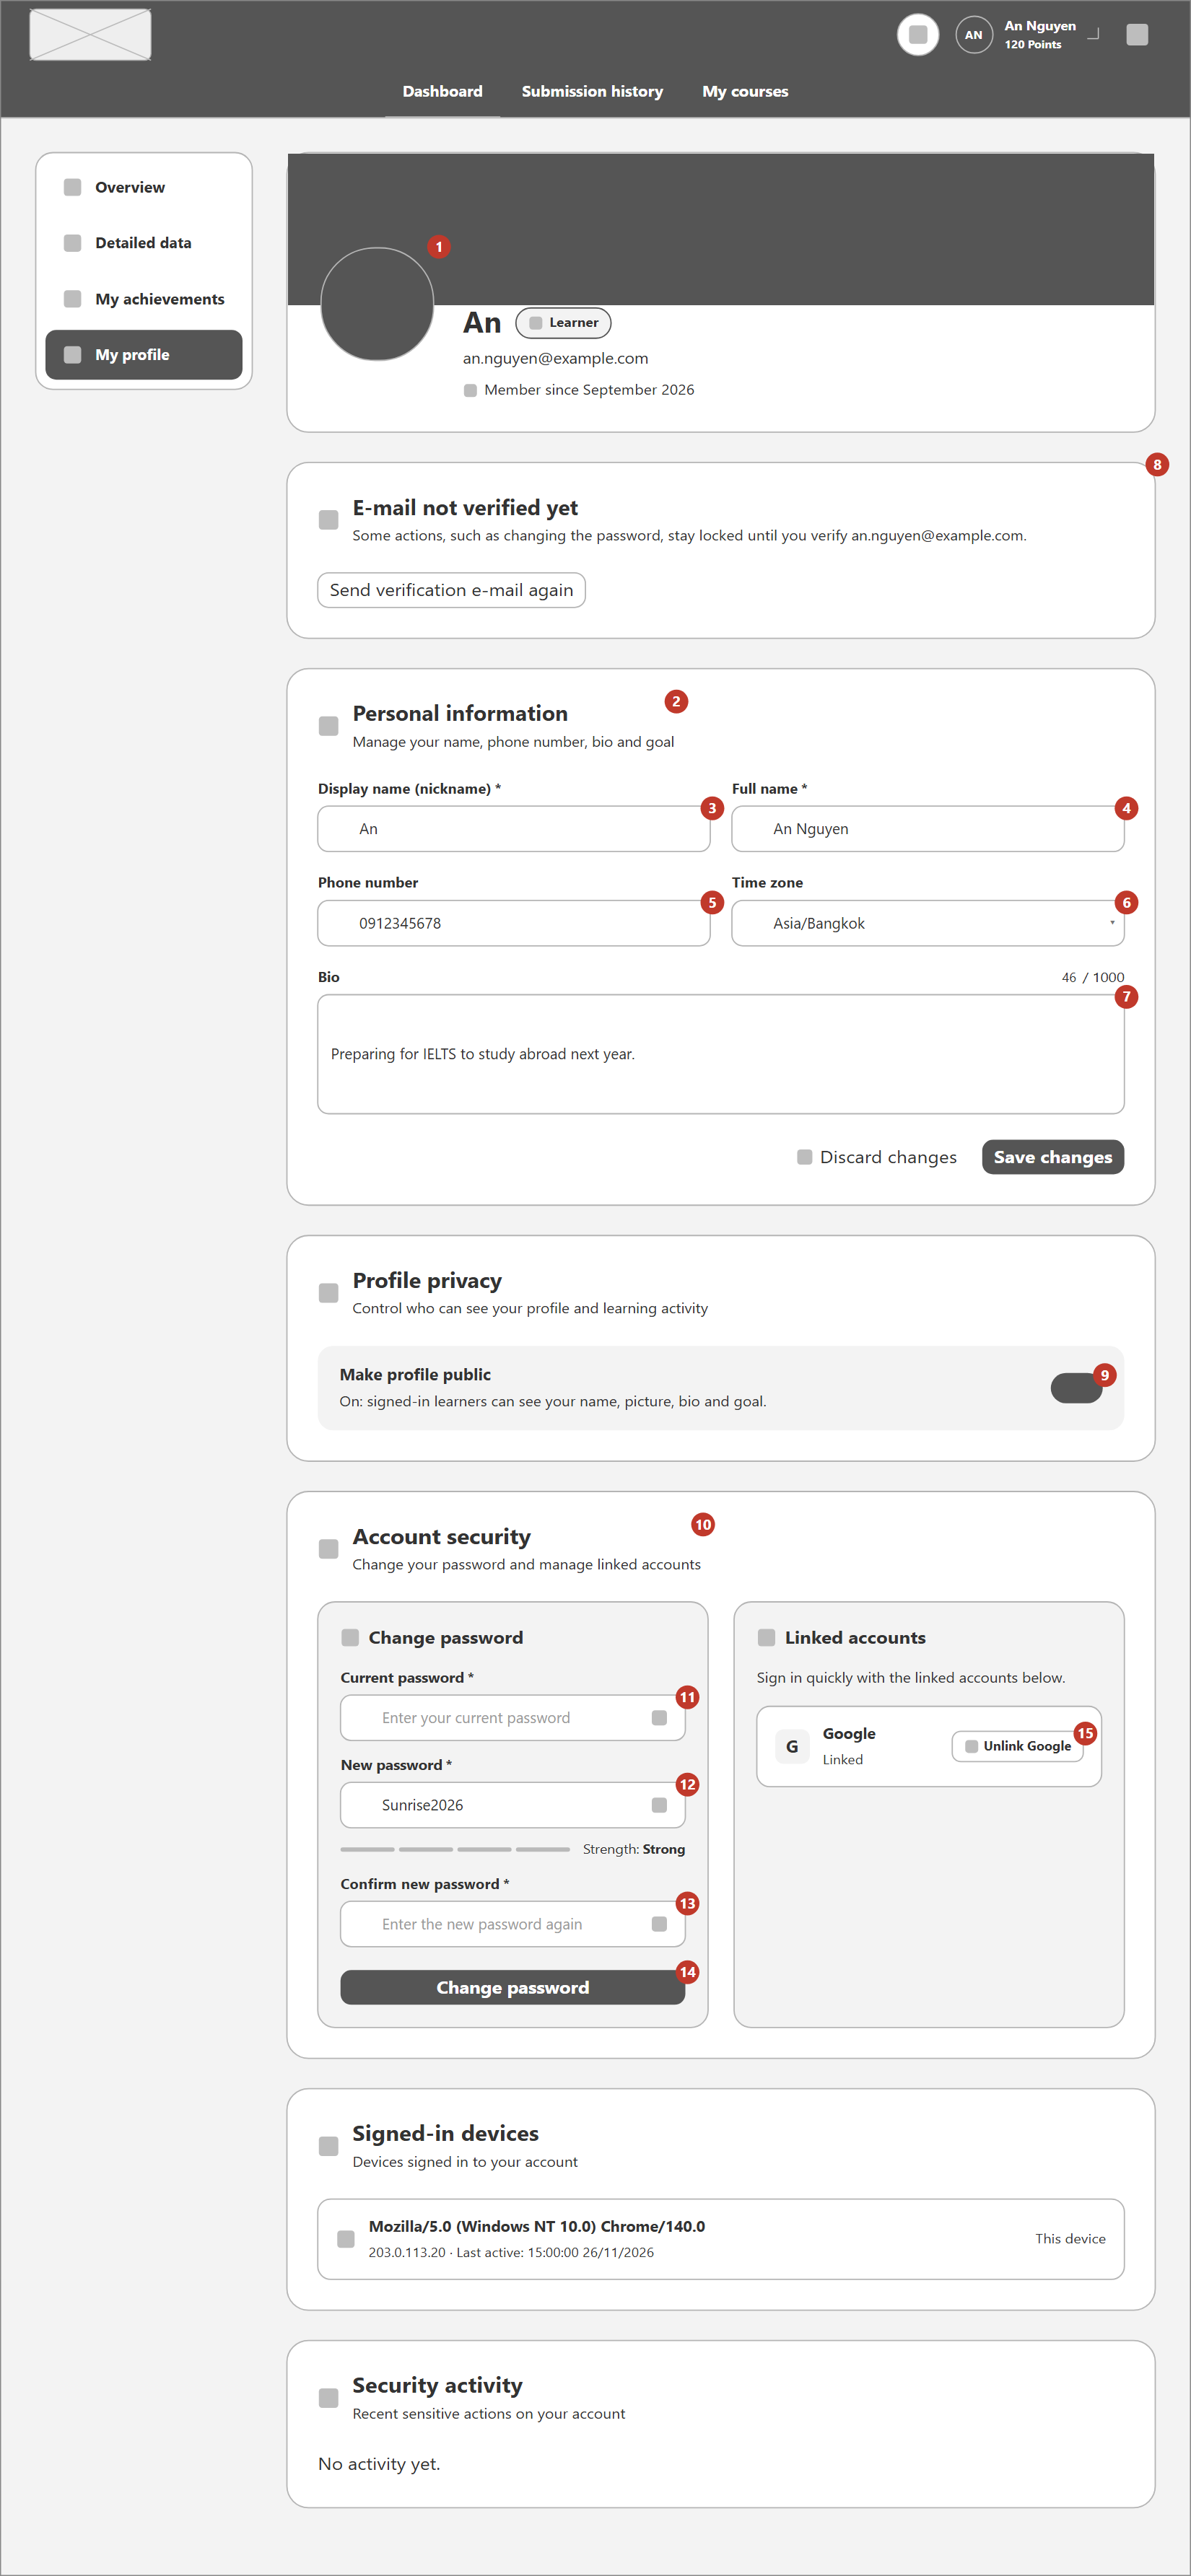 AN
An Nguyen
120 Points
Dashboard
Submission history
My courses
Overview
Detailed data
My achievements
My profile
1
An
Learner
an.nguyen@example.com
Member since September 2026
8
E-mail not verified yet
Some actions, such as changing the password, stay locked until you verify an.nguyen@example.com.
Send verification e-mail again
2
Personal information
Manage your name, phone number, bio and goal
Display name (nickname) *
3
An
Full name *
4
An Nguyen
Phone number
5
0912345678
Time zone
6
Asia/Bangkok
Bio
46 / 1000
7
Preparing for IELTS to study abroad next year.
Discard changes
Save changes
Profile privacy
Control who can see your profile and learning activity
Make profile public
9
On: signed-in learners can see your name, picture, bio and goal.
10
Account security
Change your password and manage linked accounts
Change password
Current password *
11
Enter your current password
New password *
12
Sunrise2026
Strength: Strong
Confirm new password *
13
Enter the new password again
14
Change password
Linked accounts
Sign in quickly with the linked accounts below.
G
Google
Linked
15
Unlink Google
Signed-in devices
Devices signed in to your account
Mozilla/5.0 (Windows NT 10.0) Chrome/140.0
203.0.113.20 · Last active: 15:00:00 26/11/2026
This device
Security activity
Recent sensitive actions on your account
No activity yet.